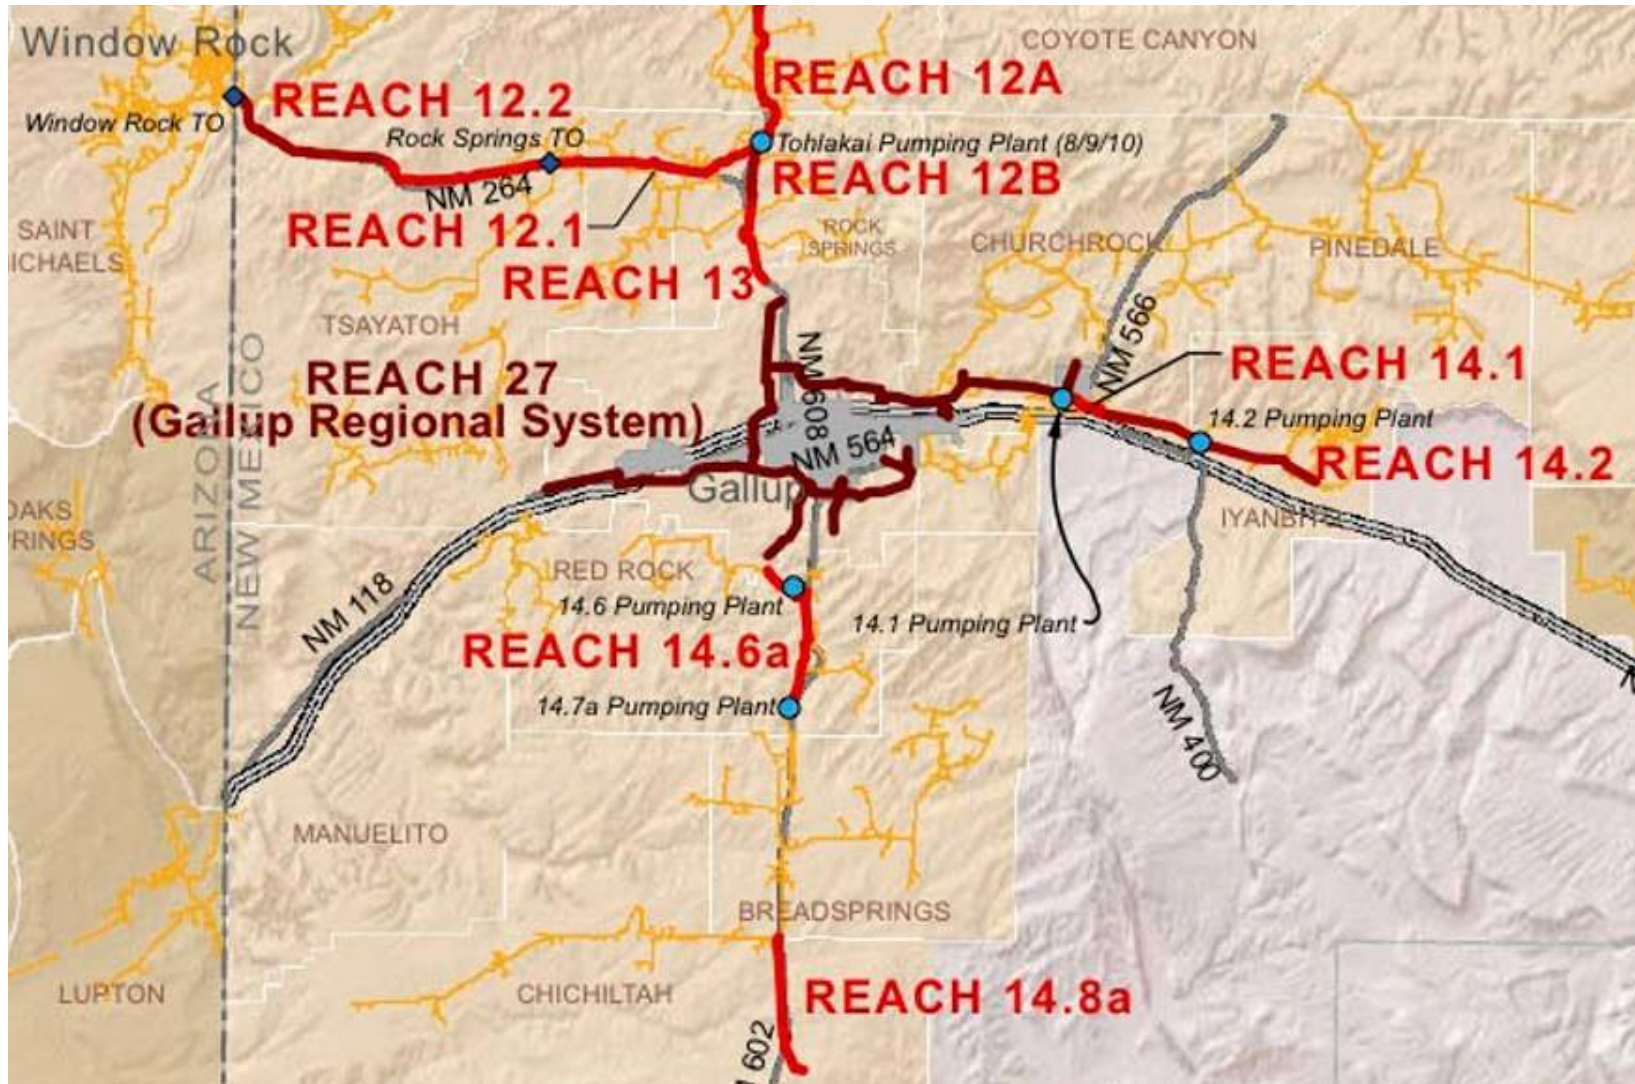 Window Rock
COYOTE CANYON
REACH 12A
REACH 12.2
Window Rock TO
Rock Springs TO
Tohlakai Pumping Plant (8/9/10)
REACH 12B
NM 264
REACH 12.1
ROCK
SPRINGS
SAINT
ICHAELS
CHURCHROCK
PINEDALE
REACH 13
TSAYATOH
NM 566
NM 608
REACH 27
(Gallup Regional System)
REACH 14.1
14.2 Pumping Plant
NM 564
REACH 14.2
Gallup
ARIZONA
NEW MEXICO
OAKS
PRINGS
IYANBIT
RED ROCK
14.6 Pumping Plant
14.1 Pumping Plant
NM 118
REACH 14.6a
14.7a Pumping Plant
NM 400
MANUELITO
BREADSPRINGS
LUPTON
CHICHILTAH
REACH 14.8a
602